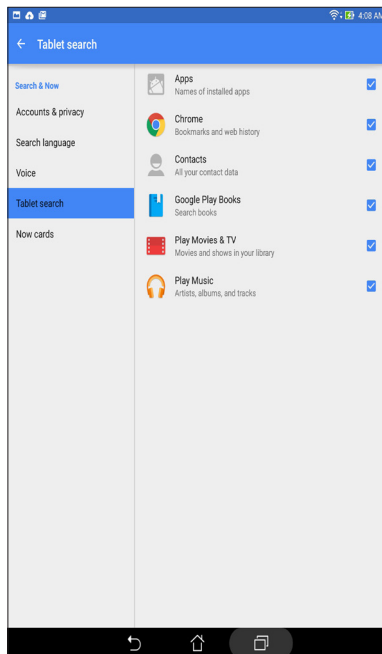 4:08 AM
Tablet search
Search & Now
Accounts & privacy
Search language
Voice
Tablet search
Now cards
Apps
Names of installed apps
Chrome
Bookmarks and web history
Contacts
All your contact data
Google Play Books
Search books
Play Movies & TV
Movies and shows in your library
Play Music
Artists, albums, and tracks